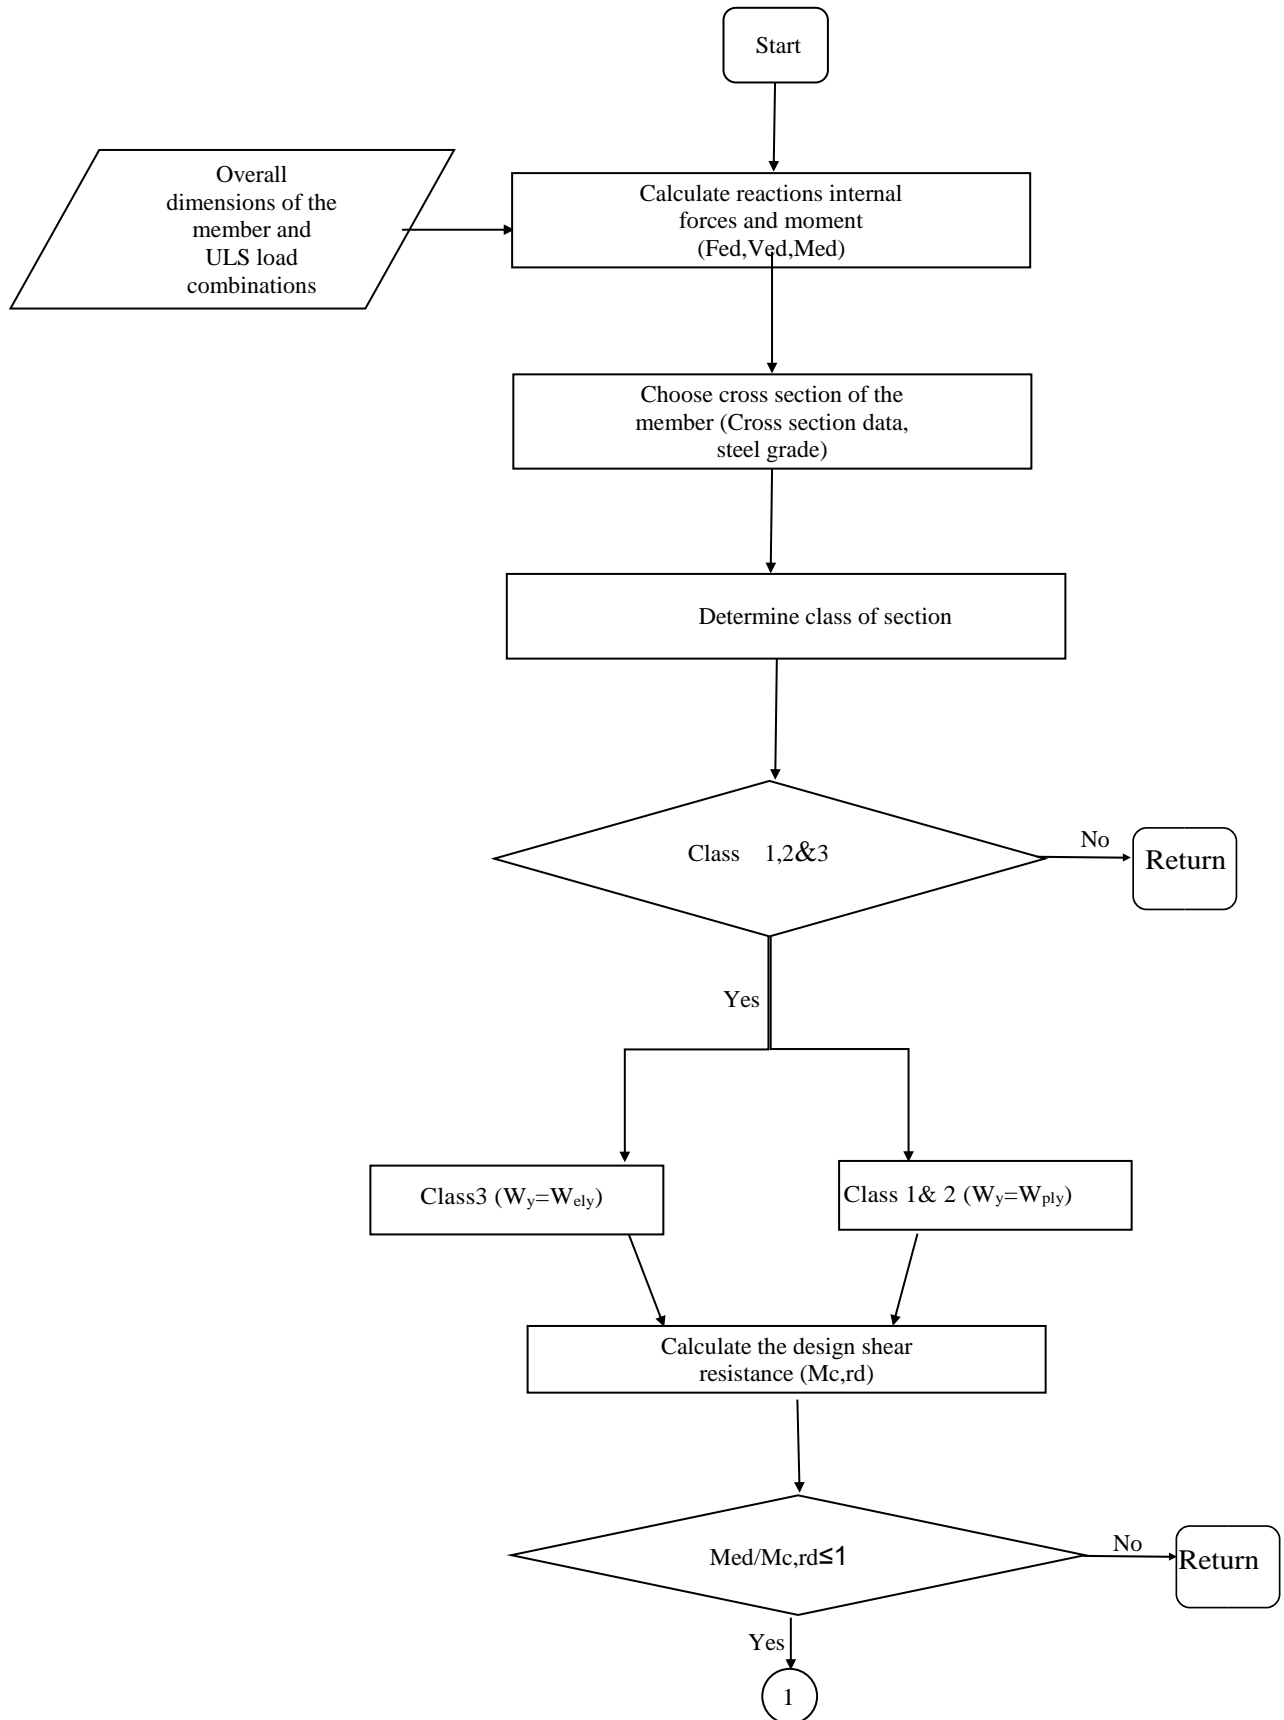 Start
Overall
dimensions of the
member and
ULS load
combinations
Calculate reactions internal
forces and moment
(Fed,Ved,Med)
Choose cross section of the
member (Cross section data,
steel grade)
Determine class of section
Class 1,2&3
No
Return
Yes
Class3 (Wy=Wely)
Class 1& 2 (Wy=Wply)
Calculate the design shear
resistance (Mc,rd)
Med/Mc,rd≤1
No
Return
Yes
1